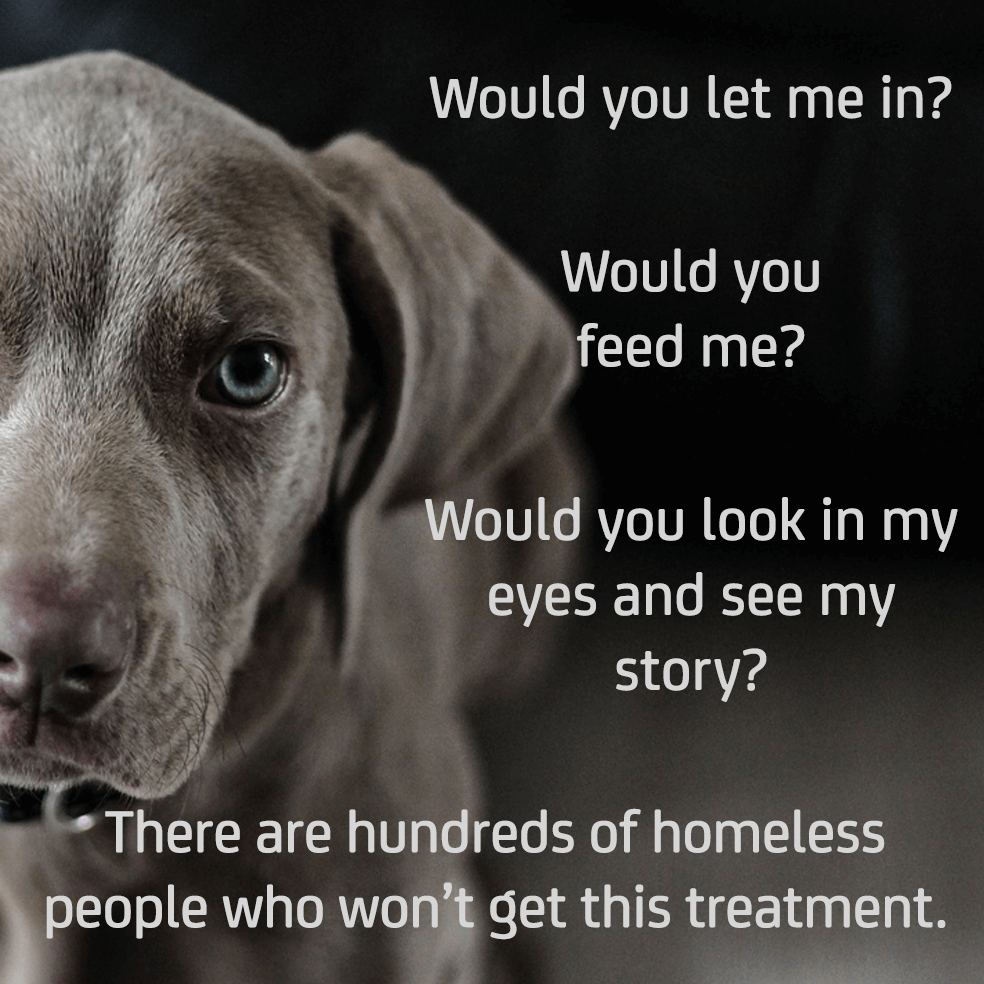 Would you let me in?
Would you
feed me?
Would you look in my
eyes and see my
story?
There are hundreds of homeless
people who won’t get this treatment.